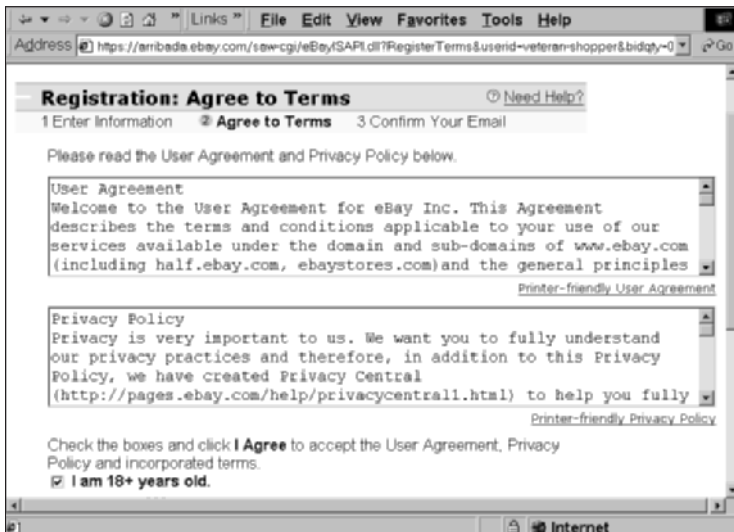 Links » File Edit View Favorites Tools Help
Address https://arribada.ebay.com/saw-cgi/eBayISAPI.dll?RegisterTerms&userid=veteran-shopper&bidqty=0 Go
Registration: Agree to Terms Need Help?
1 Enter Information 2 Agree to Terms 3 Confirm Your Email
Please read the User Agreement and Privacy Policy below.
User Agreement
Welcome to the User Agreement for eBay Inc. This Agreement
describes the terms and conditions applicable to your use of our
services available under the domain and sub-domains of www.ebay.com
(including half.ebay.com, ebaystores.com)and the general principles
Printer-friendly User Agreement
Privacy Policy
Privacy is very important to us. We want you to fully understand
our privacy practices and therefore, in addition to this Privacy
Policy, we have created Privacy Central
(http://pages.ebay.com/help/privacycentral1.html) to help you fully
Printer-friendly Privacy Policy
Check the boxes and click I Agree to accept the User Agreement, Privacy
Policy and incorporated terms.
I am 18+ years old.
Internet